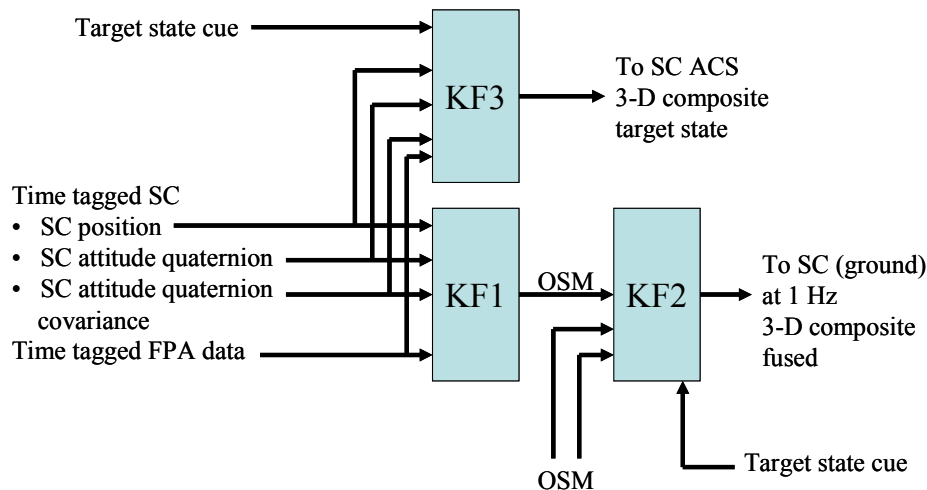 Target state cue
KF3
To SC ACS
3-D composite
target state
Time tagged SC
• SC position
• SC attitude quaternion
• SC attitude quaternion
covariance
Time tagged FPA data
KF1
OSM
KF2
To SC (ground)
at 1 Hz
3-D composite
fused
OSM
Target state cue